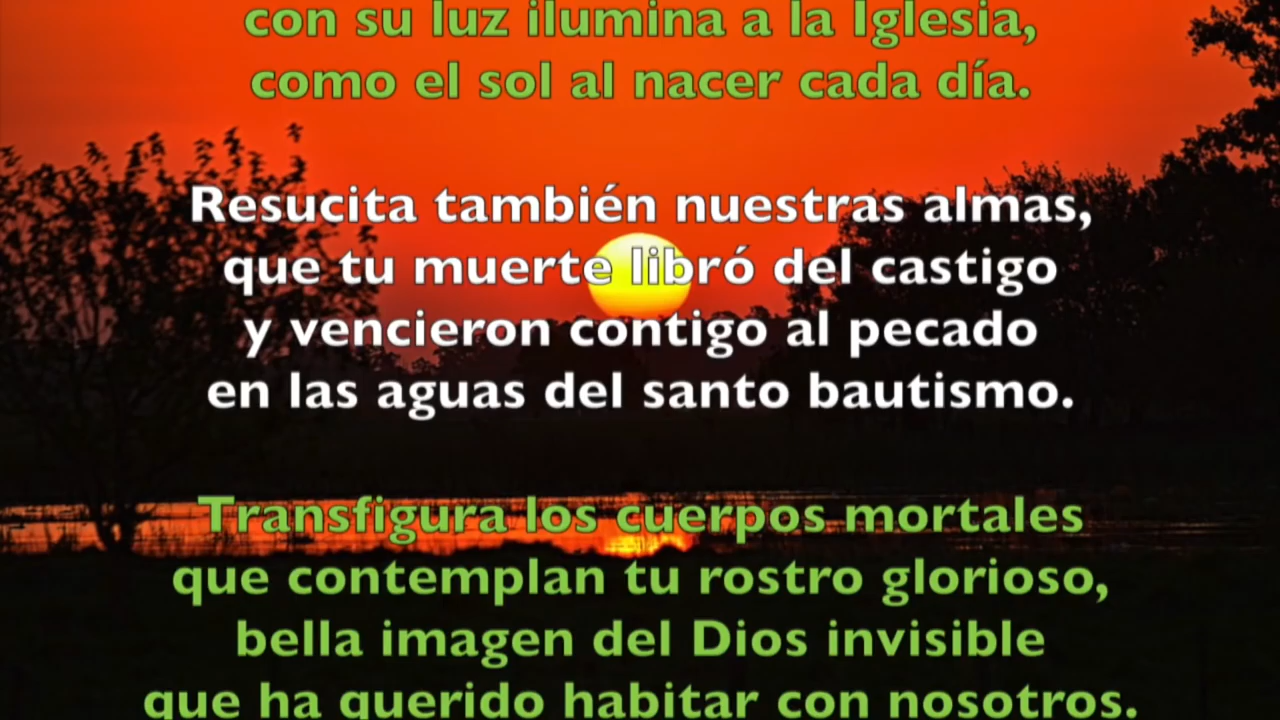 con su luz ilumina a la Iglesia,
como el sol al nacer cada día.
Resucita también nuestras almas,
que tu muerte libró del castigo
y vencieron contigo al pecado
en las aguas del santo bautismo.
Transfigura los cuerpos mortales
que contemplan tu rostro glorioso,
bella imagen del Dios invisible
que ha querido habitar con nosotros.